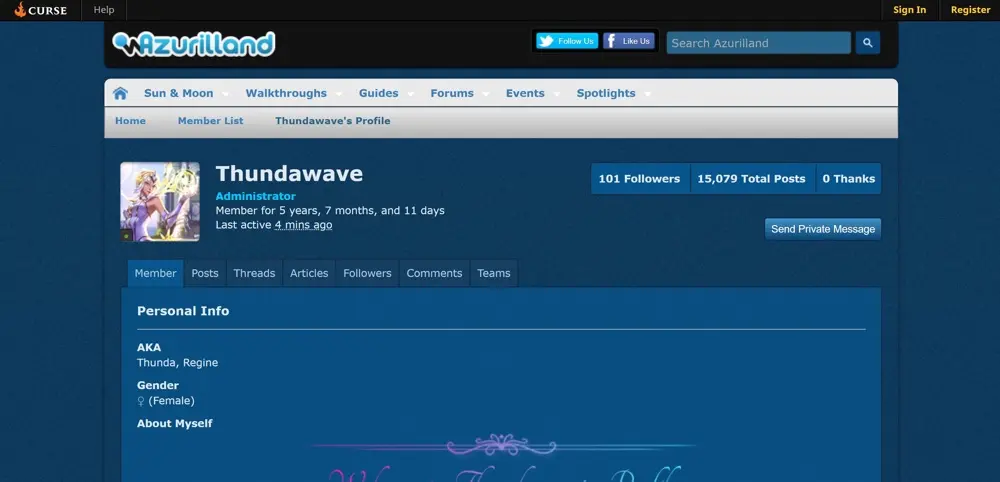 CURSE Help Sign In Register
Azurilland Follow Us Like Us Search Azurilland
Sun & Moon Walkthroughs Guides Forums Events Spotlights
Home Member List Thundawave's Profile
Thundawave
Administrator
Member for 5 years, 7 months, and 11 days
Last active 4 mins ago
101 Followers 15,079 Total Posts 0 Thanks
Send Private Message
Member Posts Threads Articles Followers Comments Teams
Personal Info
AKA
Thunda, Regine
Gender
♀ (Female)
About Myself